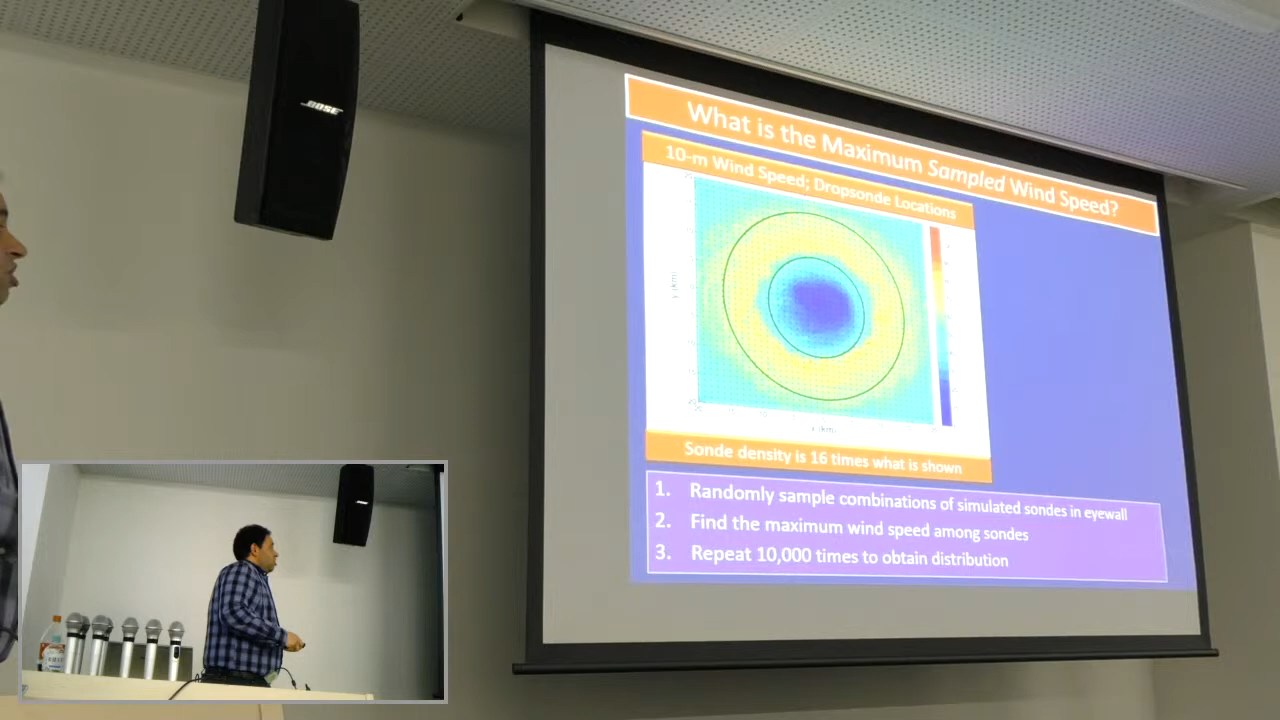 BOSE
What is the Maximum Sampled Wind Speed?
10-m Wind Speed; Dropsonde Locations
y (km)
x (km)
Sonde density is 16 times what is shown
1. Randomly sample combinations of simulated sondes in eyewall
2. Find the maximum wind speed among sondes
3. Repeat 10,000 times to obtain distribution